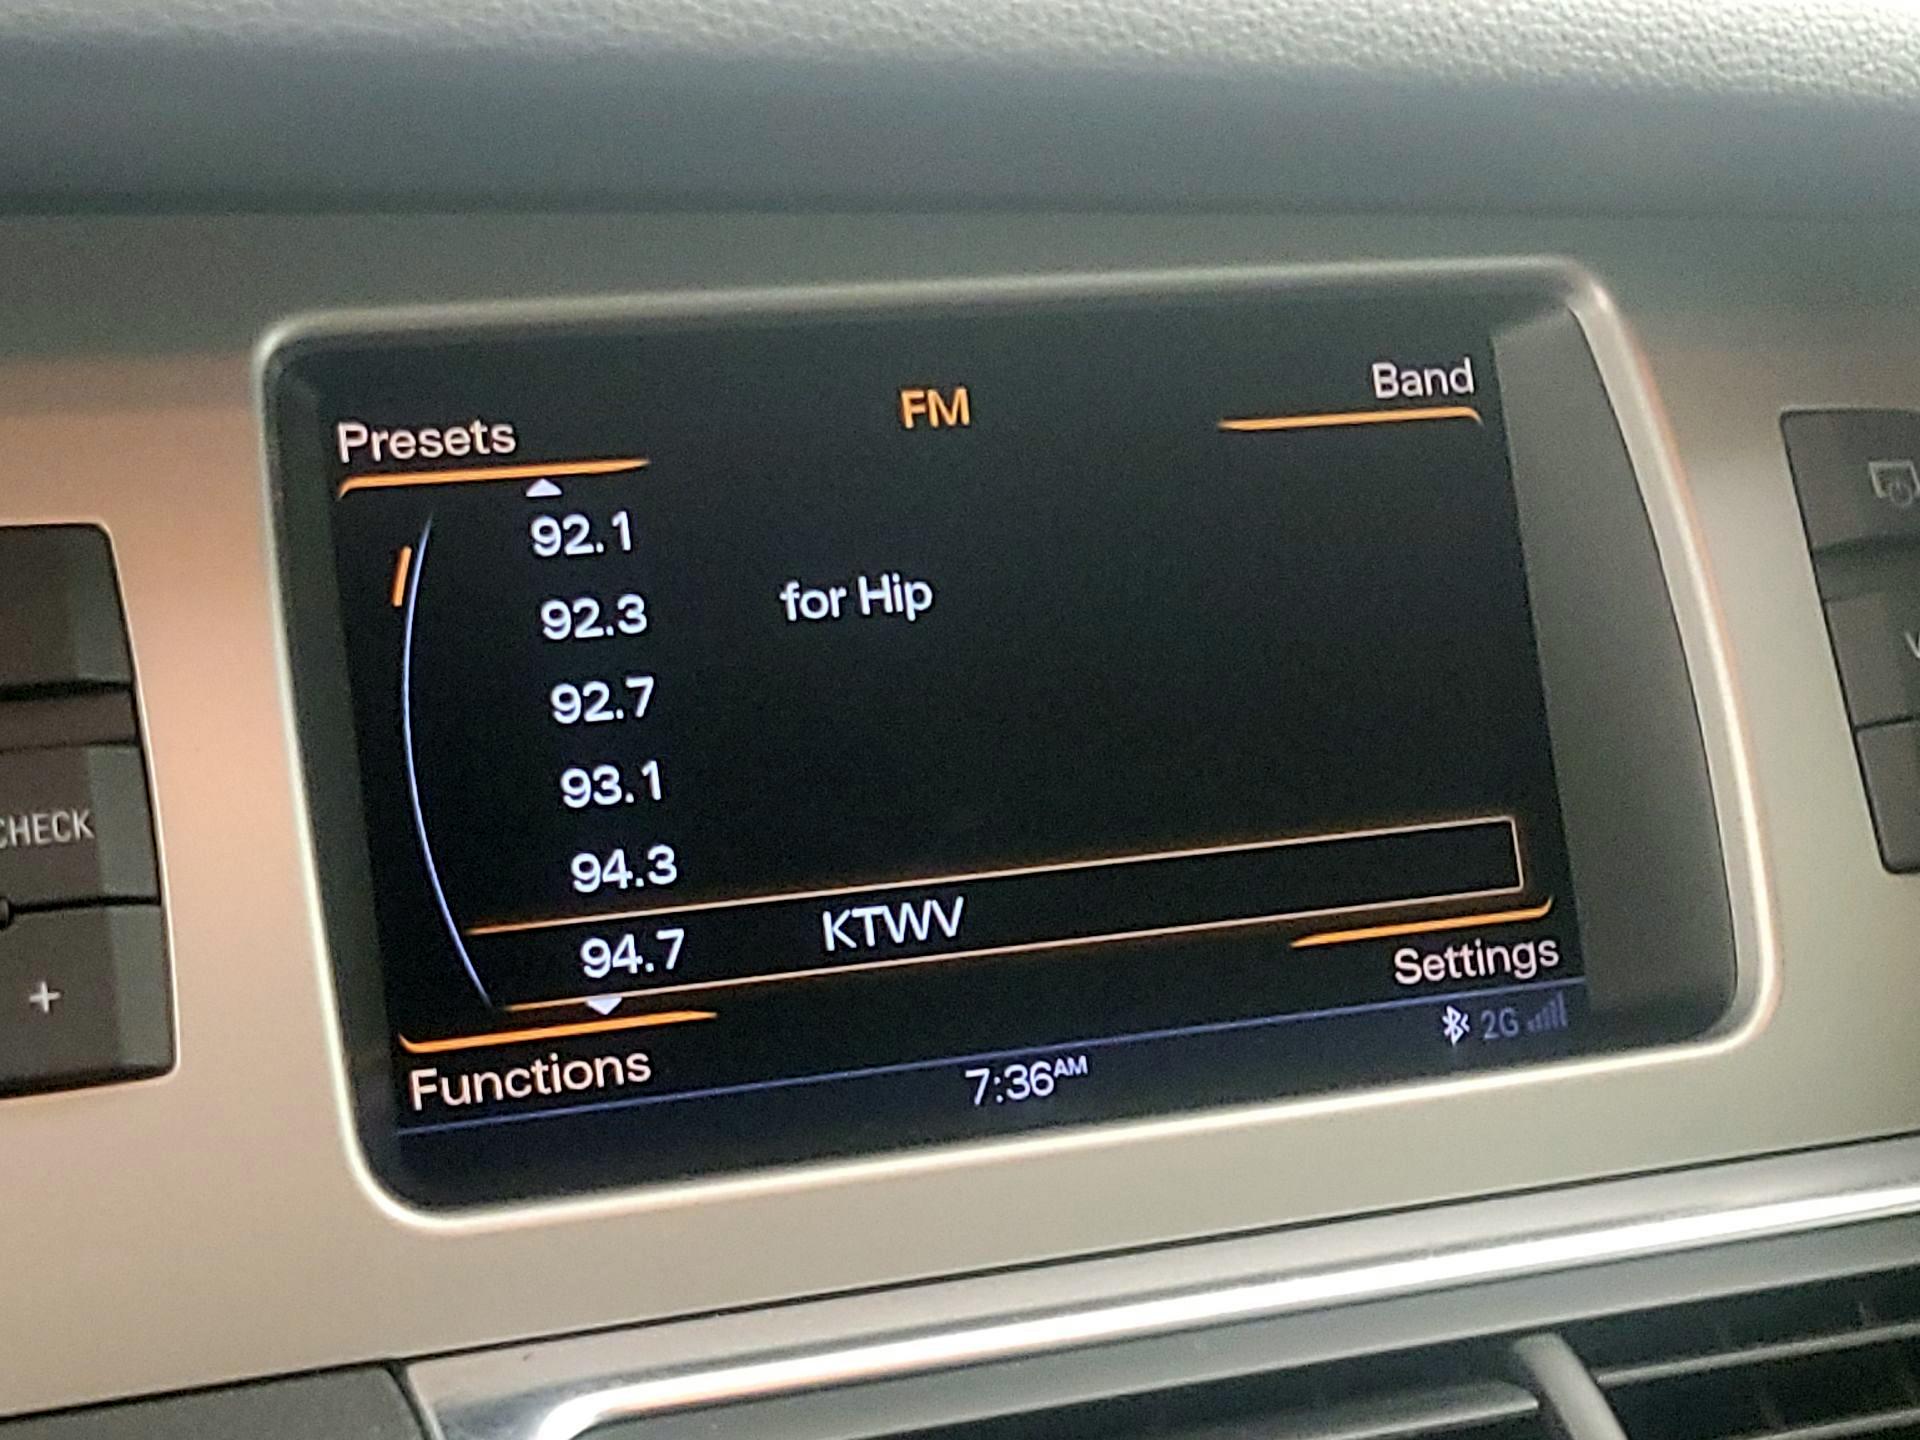 Presets
FM
Band
92.1
92.3 for Hip
92.7
93.1
94.3
94.7 KTWV
Settings
Functions
2G
7:36AM
CHECK
+